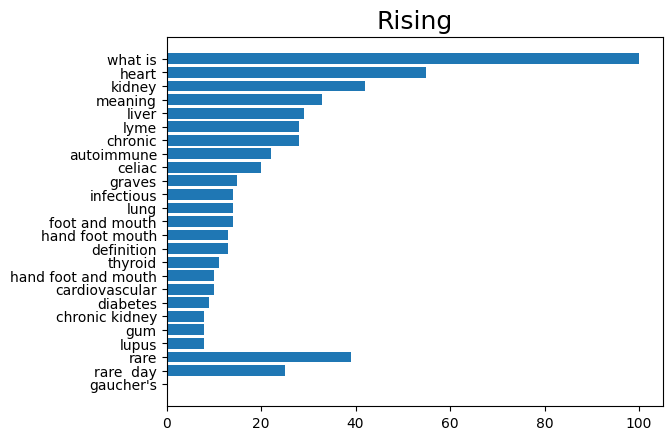 Rising
what is
heart
kidney
meaning
liver
lyme
chronic
autoimmune
celiac
graves
infectious
lung
foot and mouth
hand foot mouth
definition
thyroid
hand foot and mouth
cardiovascular
diabetes
chronic kidney
gum
lupus
rare
rare  day
gaucher's
0 20 40 60 80 100